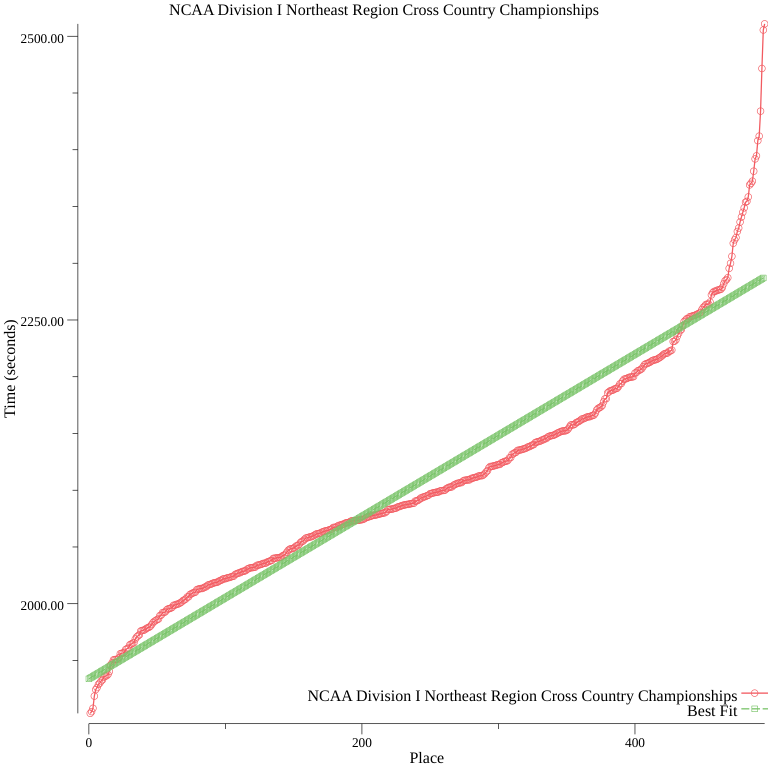 NCAA Division I Northeast Region Cross Country Championships
2500.00
2250.00
2000.00
Time (seconds)
NCAA Division I Northeast Region Cross Country Championships
Best Fit
0
200
400
Place